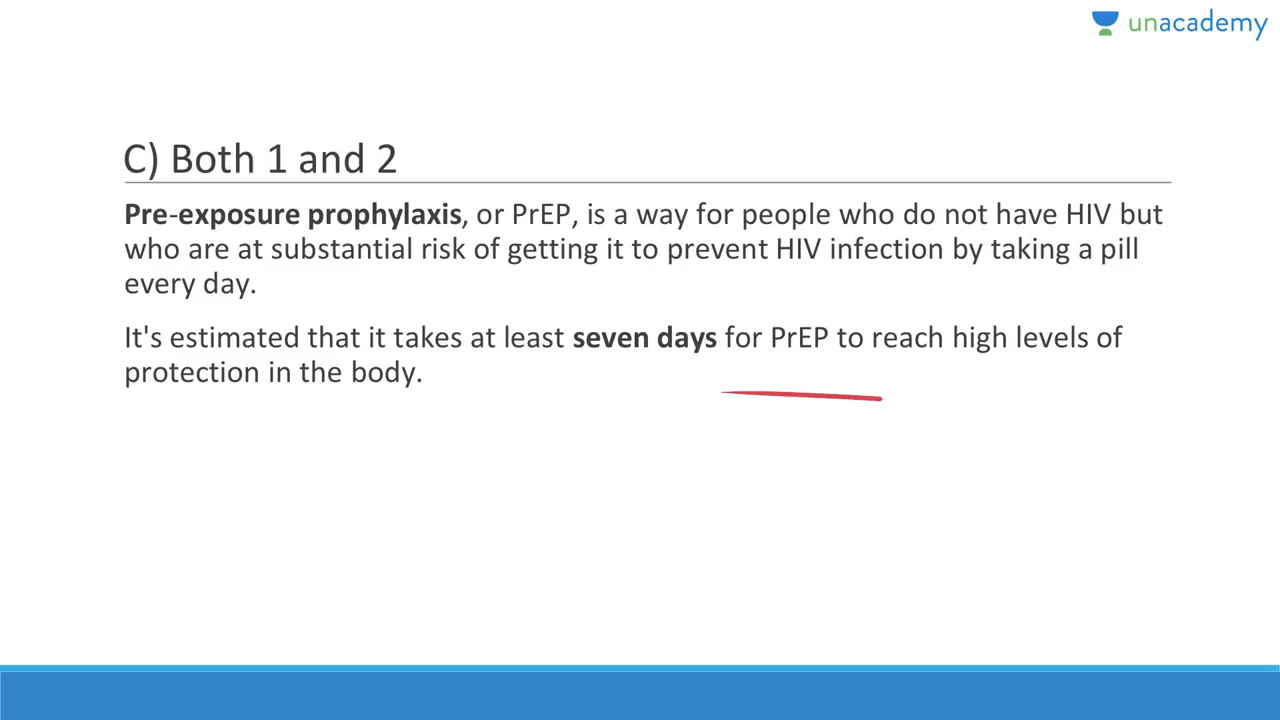 unacademy
C) Both 1 and 2
Pre-exposure prophylaxis, or PrEP, is a way for people who do not have HIV but
who are at substantial risk of getting it to prevent HIV infection by taking a pill
every day.
It's estimated that it takes at least seven days for PrEP to reach high levels of
protection in the body.